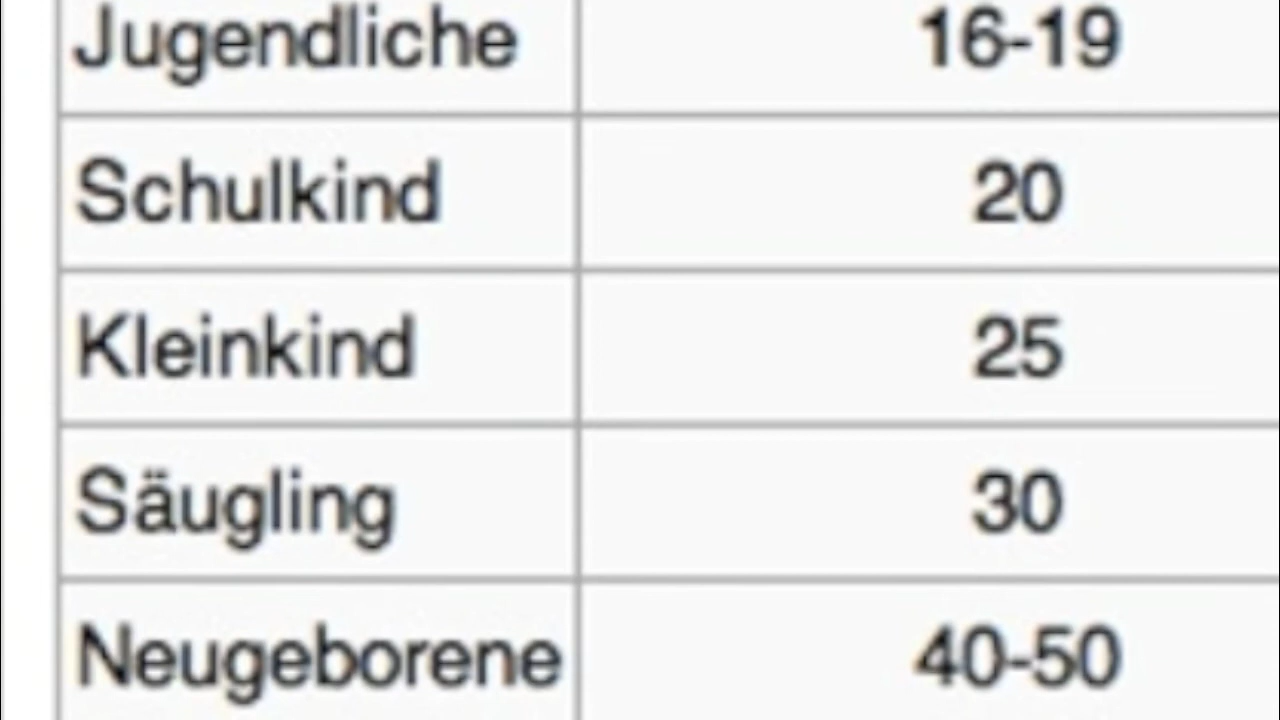 Jugendliche 16-19
Schulkind 20
Kleinkind 25
Säugling 30
Neugeborene 40-50